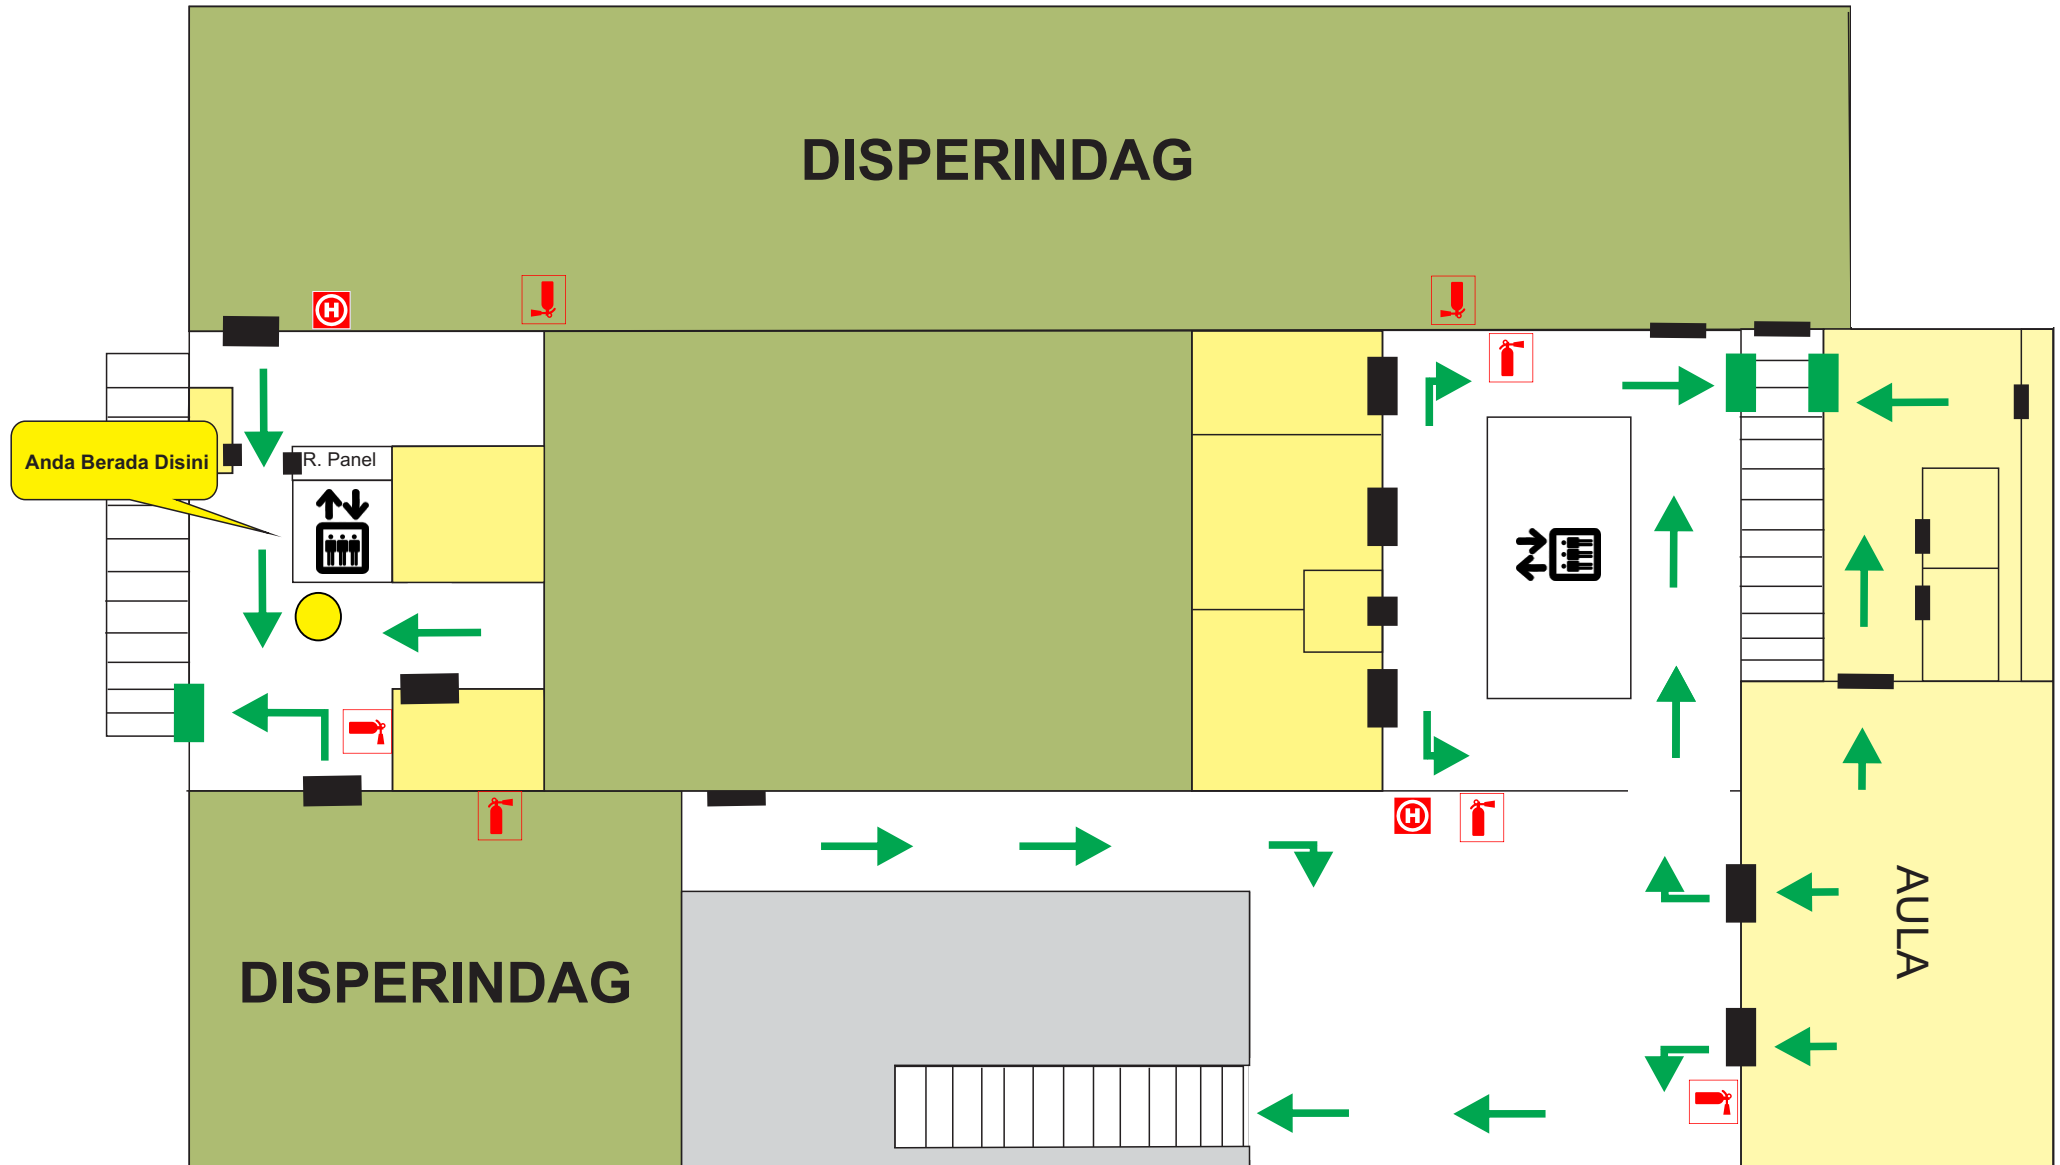 DISPERINDAG
H
Anda Berada Disini
R. Panel
H
AULA
DISPERINDAG